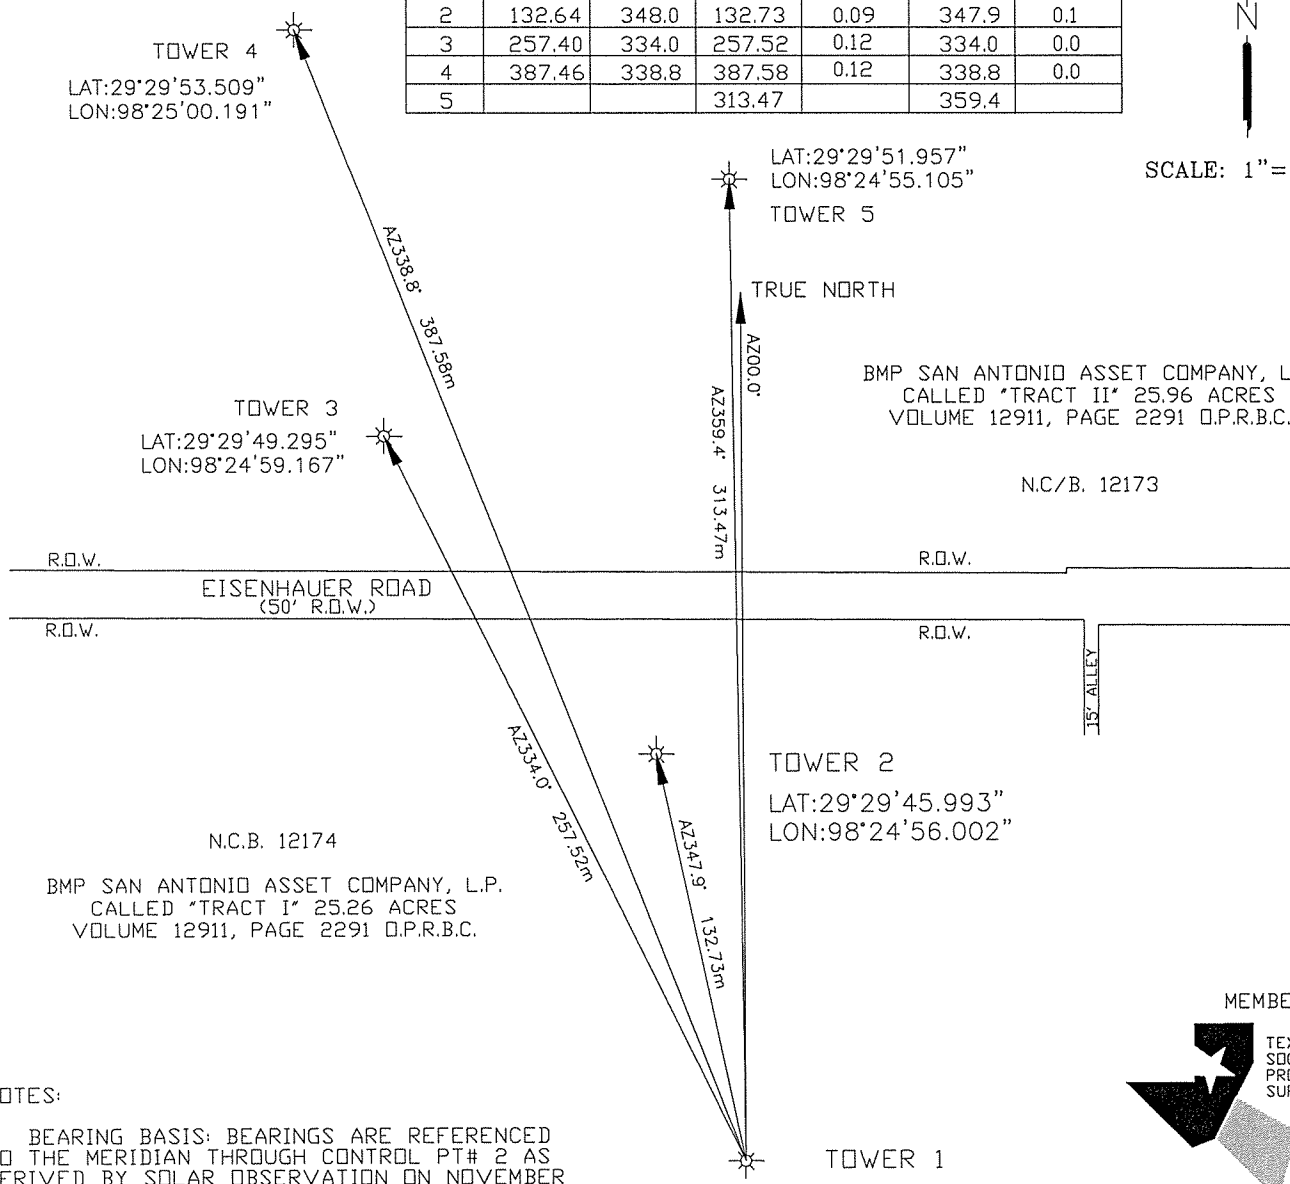 2 132.64 348.0 132.73 0.09 347.9 0.1
3 257.40 334.0 257.52 0.12 334.0 0.0
4 387.46 338.8 387.58 0.12 338.8 0.0
5 313.47 359.4
N
SCALE: 1"=
TOWER 4
LAT:29°29'53.509"
LON:98°25'00.191"
LAT:29°29'51.957"
LON:98°24'55.105"
TOWER 5
TRUE NORTH
AZ00.0°
AZ338.8° 387.58m
AZ359.4° 313.47m
BMP SAN ANTONIO ASSET COMPANY, L
CALLED "TRACT II" 25.96 ACRES
VOLUME 12911, PAGE 2291 O.P.R.B.C.
N.C/B. 12173
TOWER 3
LAT:29°29'49.295"
LON:98°24'59.167"
R.O.W.
R.O.W.
EISENHAUER ROAD
(50' R.O.W.)
R.O.W.
R.O.W.
15' ALLEY
AZ334.0° 257.52m
TOWER 2
LAT:29°29'45.993"
LON:98°24'56.002"
AZ347.9° 132.73m
N.C.B. 12174
BMP SAN ANTONIO ASSET COMPANY, L.P.
CALLED "TRACT I" 25.26 ACRES
VOLUME 12911, PAGE 2291 O.P.R.B.C.
MEMBE
TEX
SOC
PRO
SUR
OTES:
BEARING BASIS: BEARINGS ARE REFERENCED
O THE MERIDIAN THROUGH CONTROL PT# 2 AS
ERIVED BY SOLAR OBSERVATION ON NOVEMBER
TOWER 1